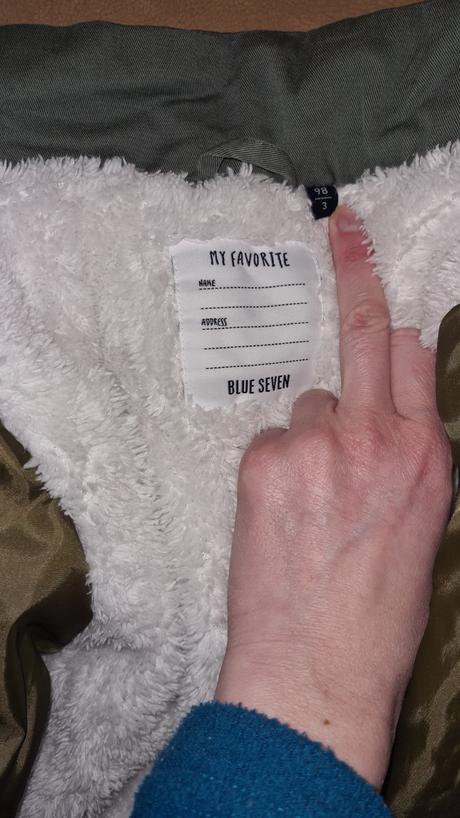 98
3
MY FAVORITE
NAME
ADDRESS
BLUE SEVEN